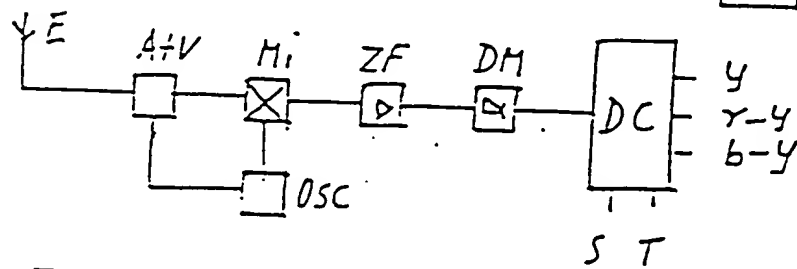 E
A+V Mi ZF DM
DC
y
r-y
b-y
OSC
S T